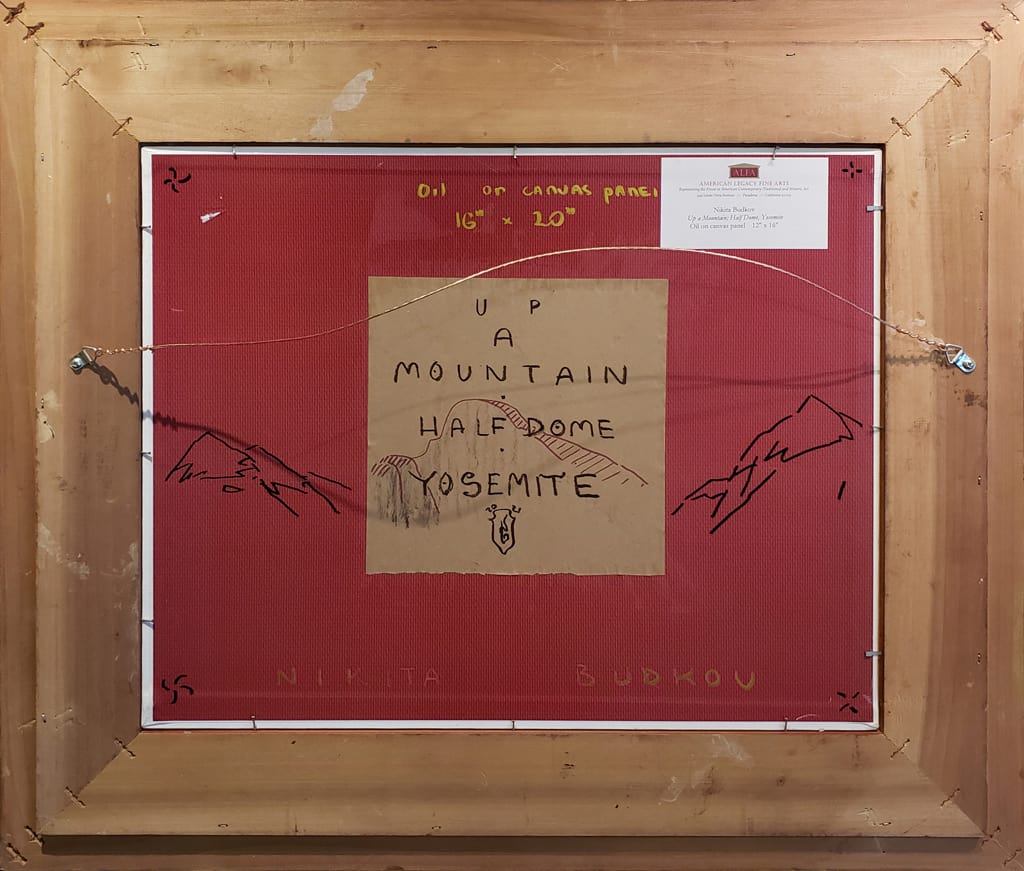 Oil on CANVAS PANEL
16" x 20"
ALFA
AMERICAN LEGACY FINE ARTS
Nikita Budkov
Up a Mountain; Half Dome, Yosemite
Oil on canvas panel 12" x 16"
UP
A
MOUNTAIN
HALF DOME
YOSEMITE
NIKITA BUDKOV